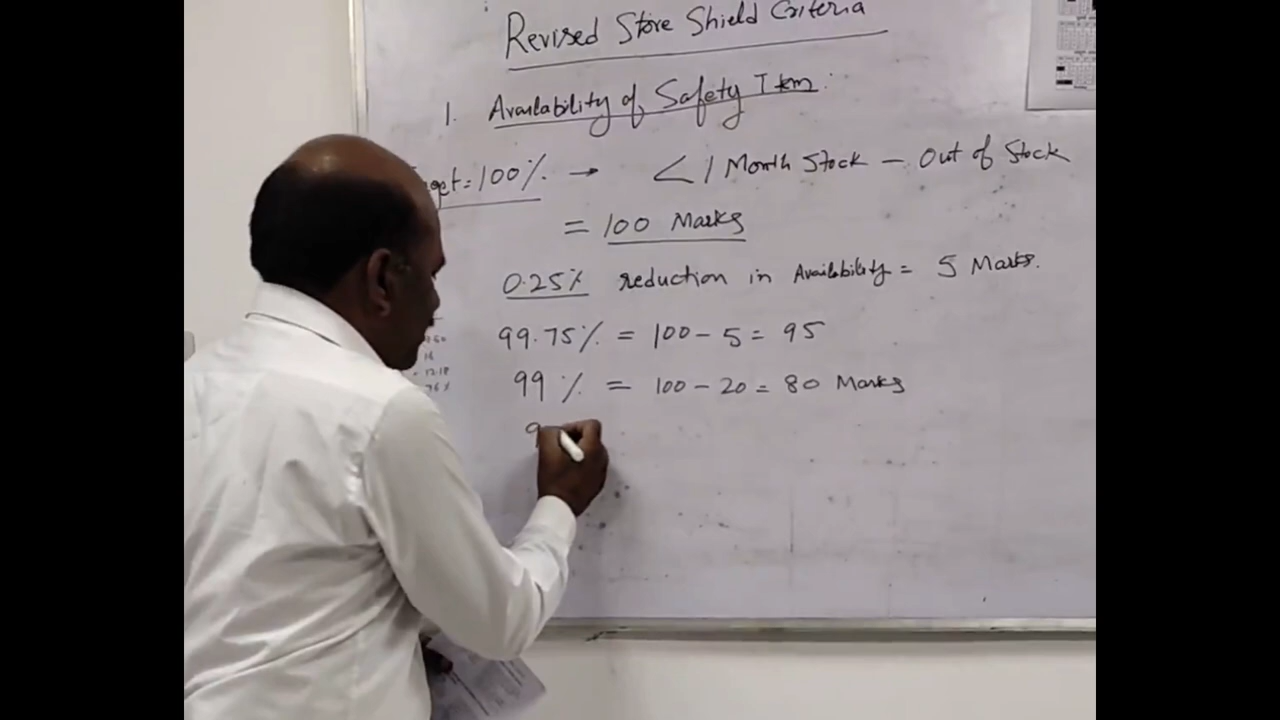 Revised Store Shield Criteria
1. Availability of Safety Item:
=100% → < 1 Month Stock - Out of Stock
= 100 Marks
0.25% reduction in Availability = 5 Marks.
99.75% = 100 - 5 = 95
99% = 100 - 20 = 80 Marks
9